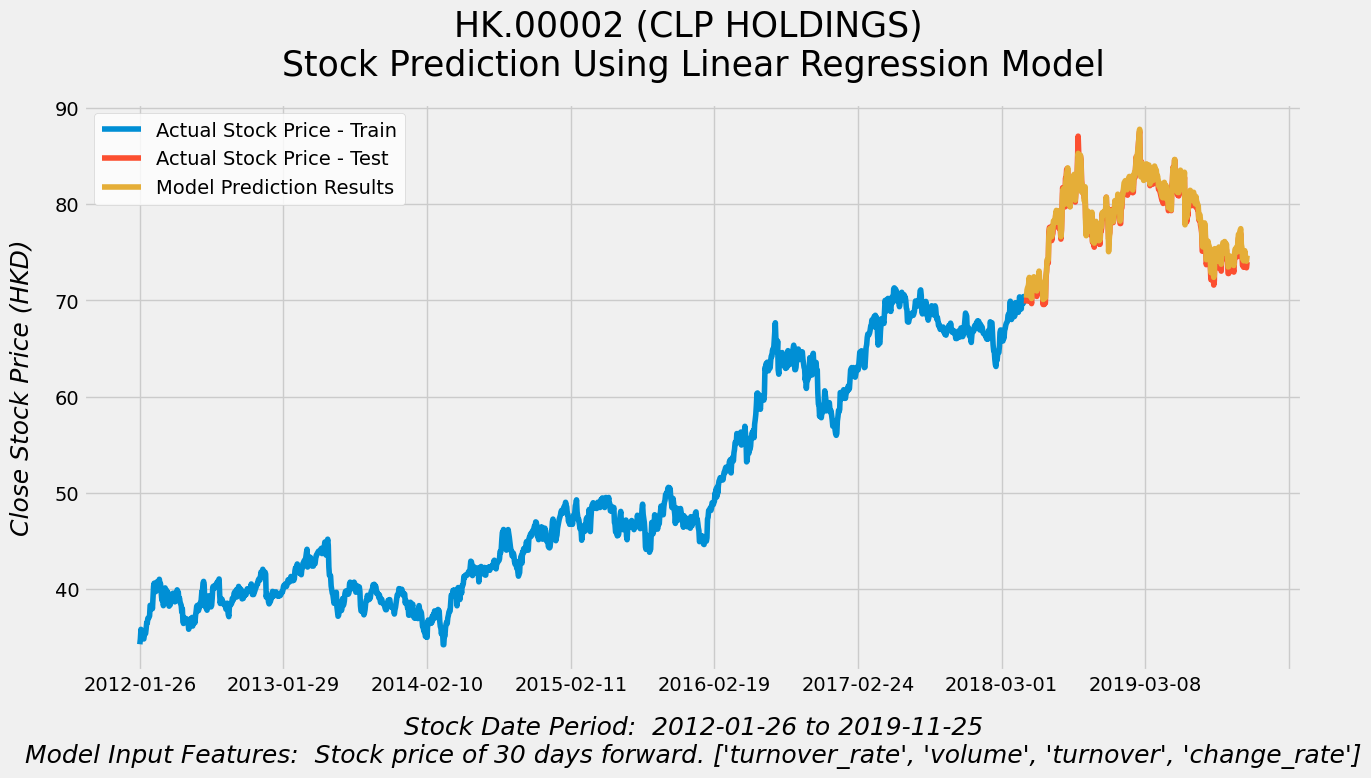 HK.00002 (CLP HOLDINGS)
Stock Prediction Using Linear Regression Model
Actual Stock Price - Train
Actual Stock Price - Test
Model Prediction Results
Close Stock Price (HKD)
90
80
70
60
50
40
2012-01-26 2013-01-29 2014-02-10 2015-02-11 2016-02-19 2017-02-24 2018-03-01 2019-03-08
Stock Date Period: 2012-01-26 to 2019-11-25
Model Input Features: Stock price of 30 days forward. ['turnover_rate', 'volume', 'turnover', 'change_rate']